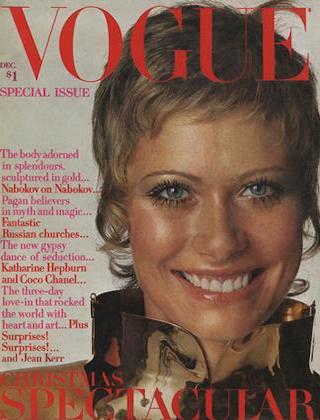 VOGUE
DEC.
$1
SPECIAL ISSUE
The body adorned
in splendours,
sculptured in gold...
Nabokov on Nabokov...
Pagan believers
in myth and magic...
Fantastic
Russian churches...
The new gypsy
dance of seduction...
Katharine Hepburn
and Coco Chanel...
The three-day
love-in that rocked
the world with
heart and art... Plus
Surprises!
Surprises!...
and Jean Kerr
CHRISTMAS
SPECTACULAR